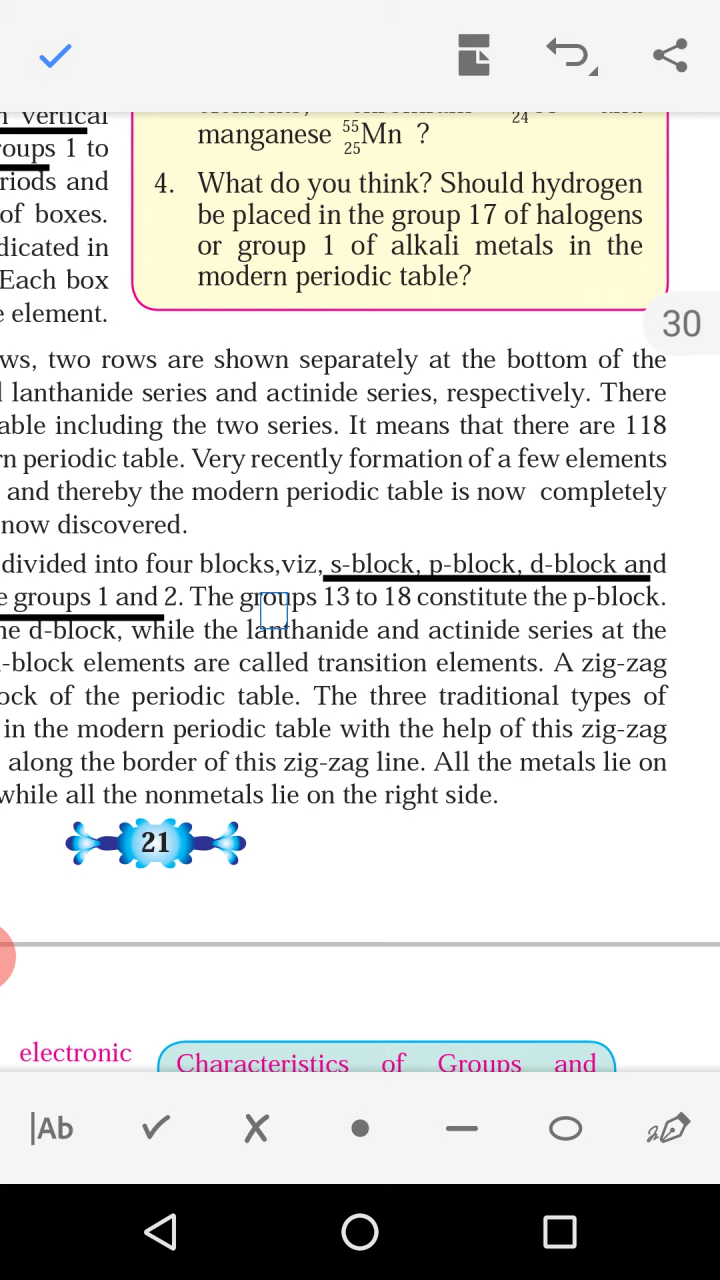 vertical
oups 1 to
riods and
of boxes.
dicated in
Each box
e element.
24
manganese 55 25 Mn ?
4. What do you think? Should hydrogen
be placed in the group 17 of halogens
or group 1 of alkali metals in the
modern periodic table?
30
ws, two rows are shown separately at the bottom of the
lanthanide series and actinide series, respectively. There
able including the two series. It means that there are 118
rn periodic table. Very recently formation of a few elements
and thereby the modern periodic table is now completely
now discovered.
divided into four blocks,viz, s-block, p-block, d-block and
e groups 1 and 2. The groups 13 to 18 constitute the p-block.
he d-block, while the lanthanide and actinide series at the
-block elements are called transition elements. A zig-zag
ock of the periodic table. The three traditional types of
in the modern periodic table with the help of this zig-zag
along the border of this zig-zag line. All the metals lie on
while all the nonmetals lie on the right side.
21
electronic
Characteristics of Groups and
|Ab